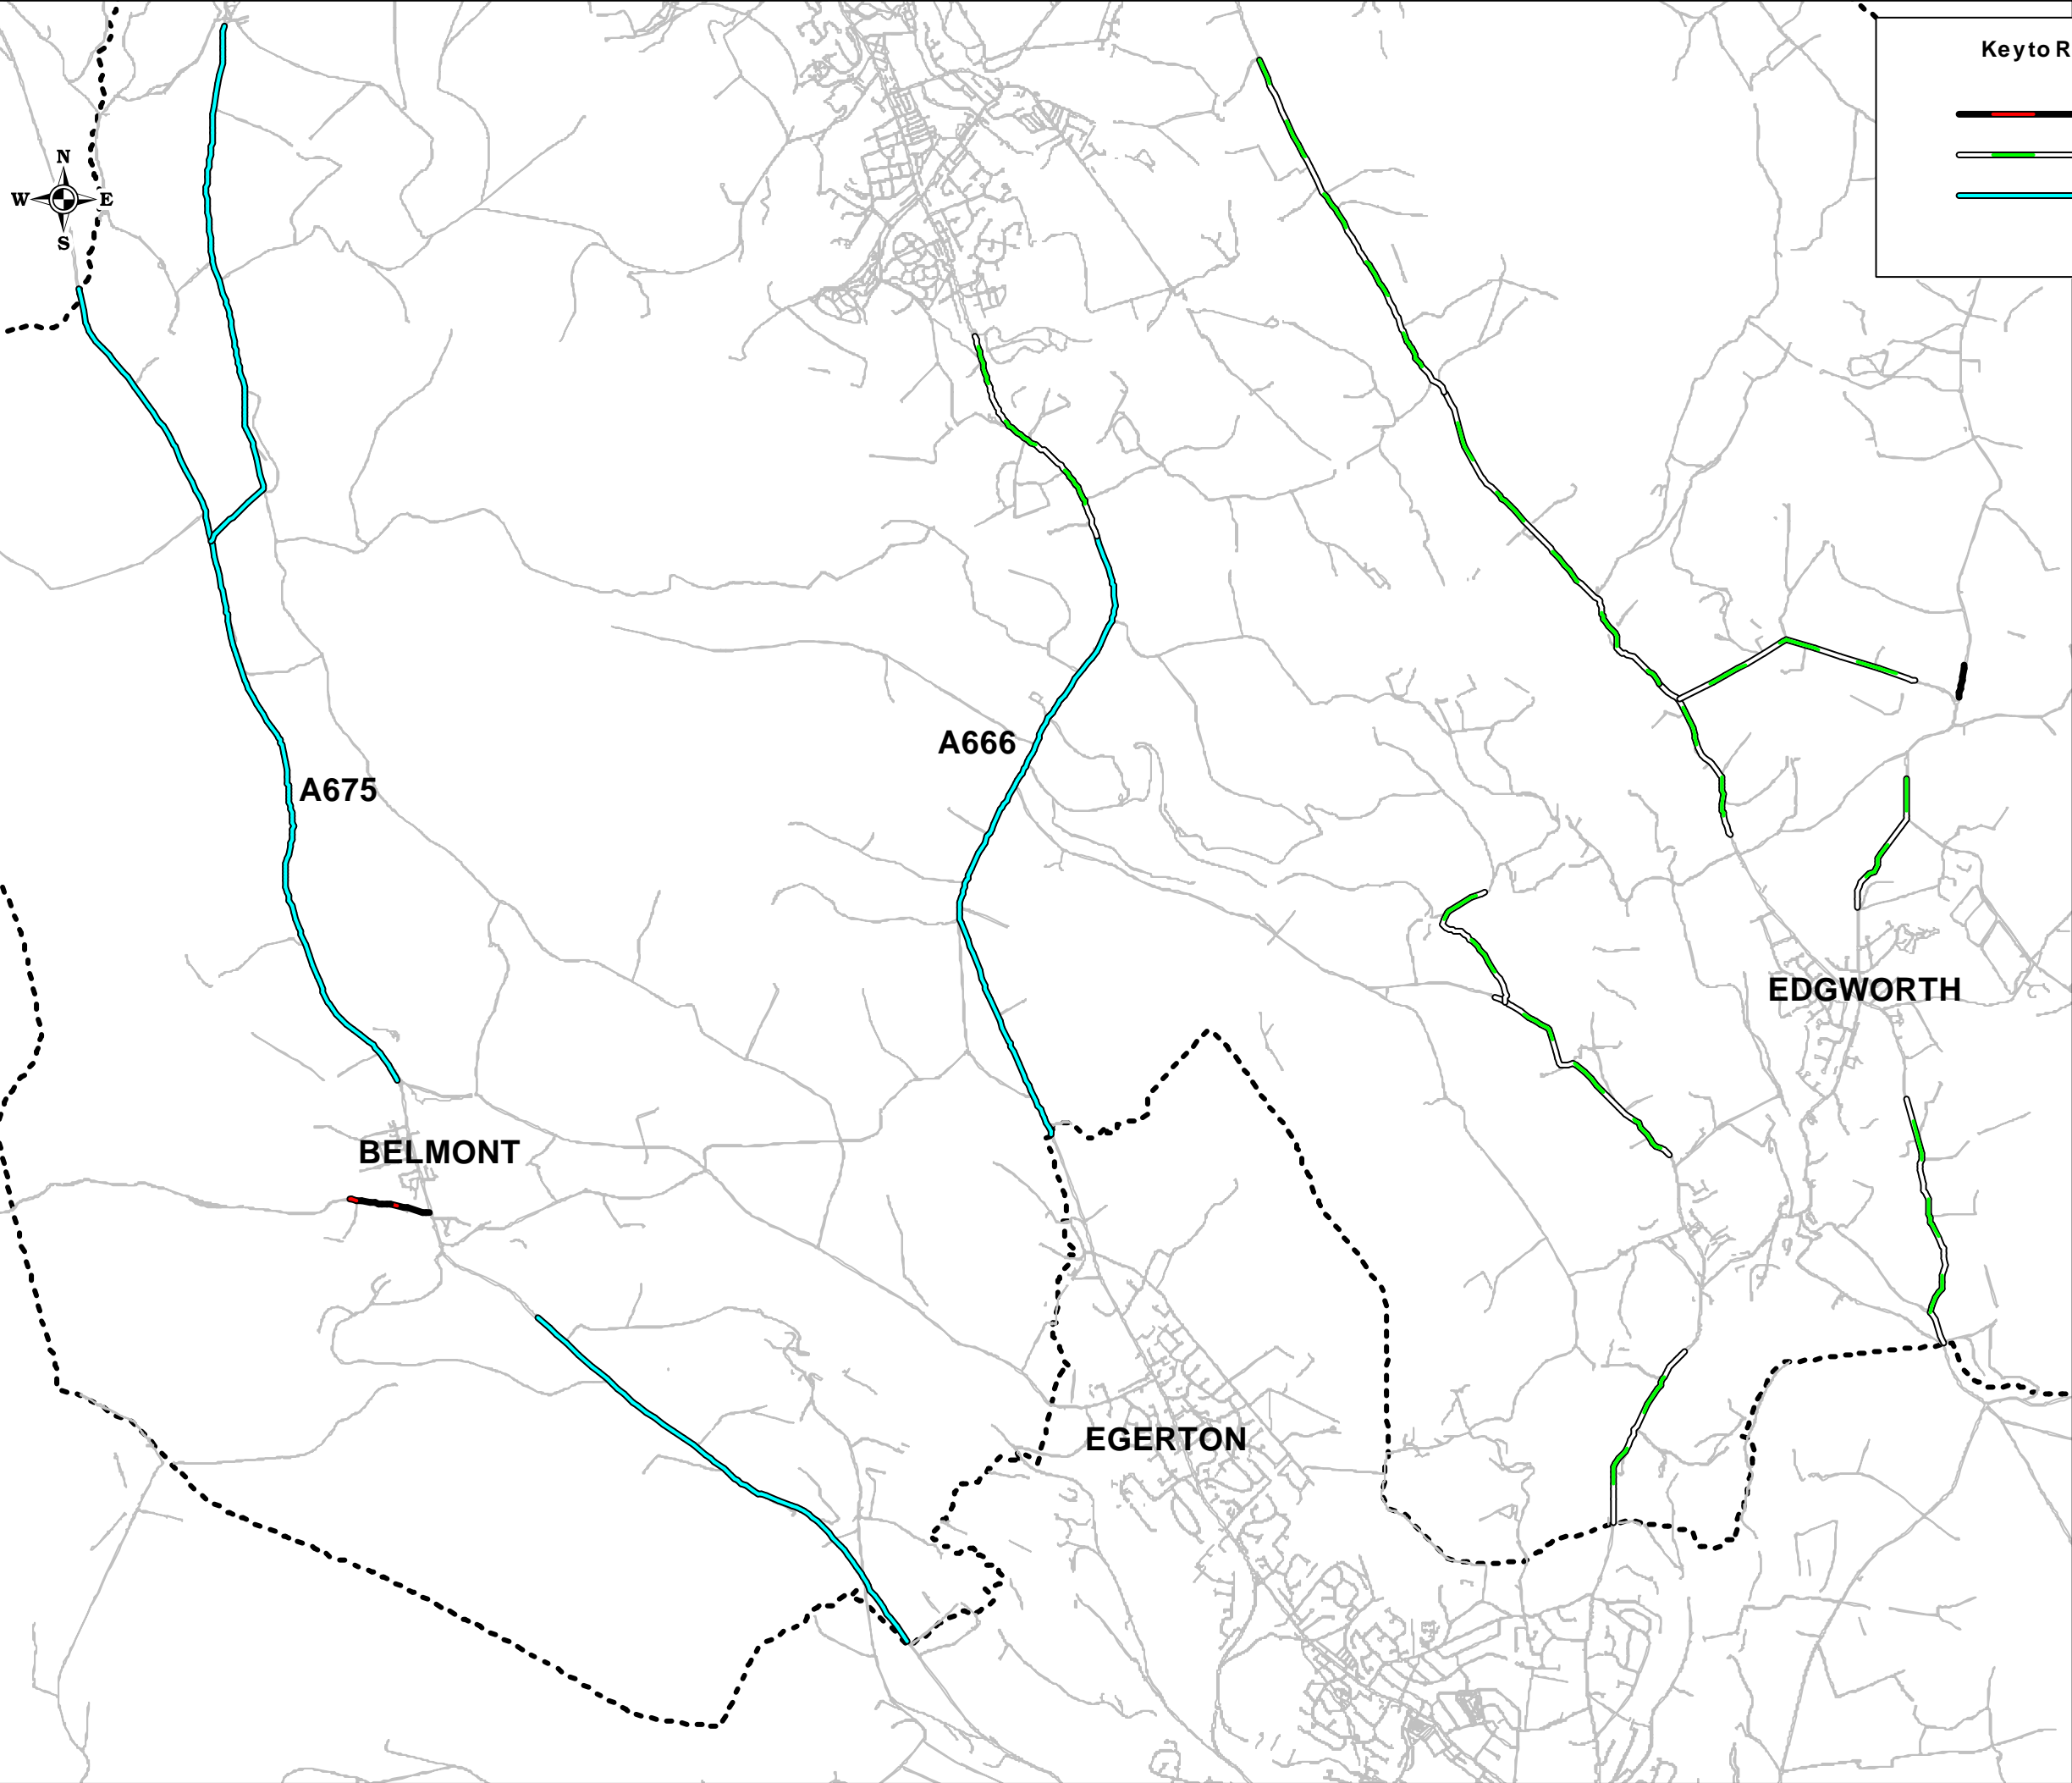 Key to R
N
W E
S
A666
A675
EDGWORTH
BELMONT
EGERTON